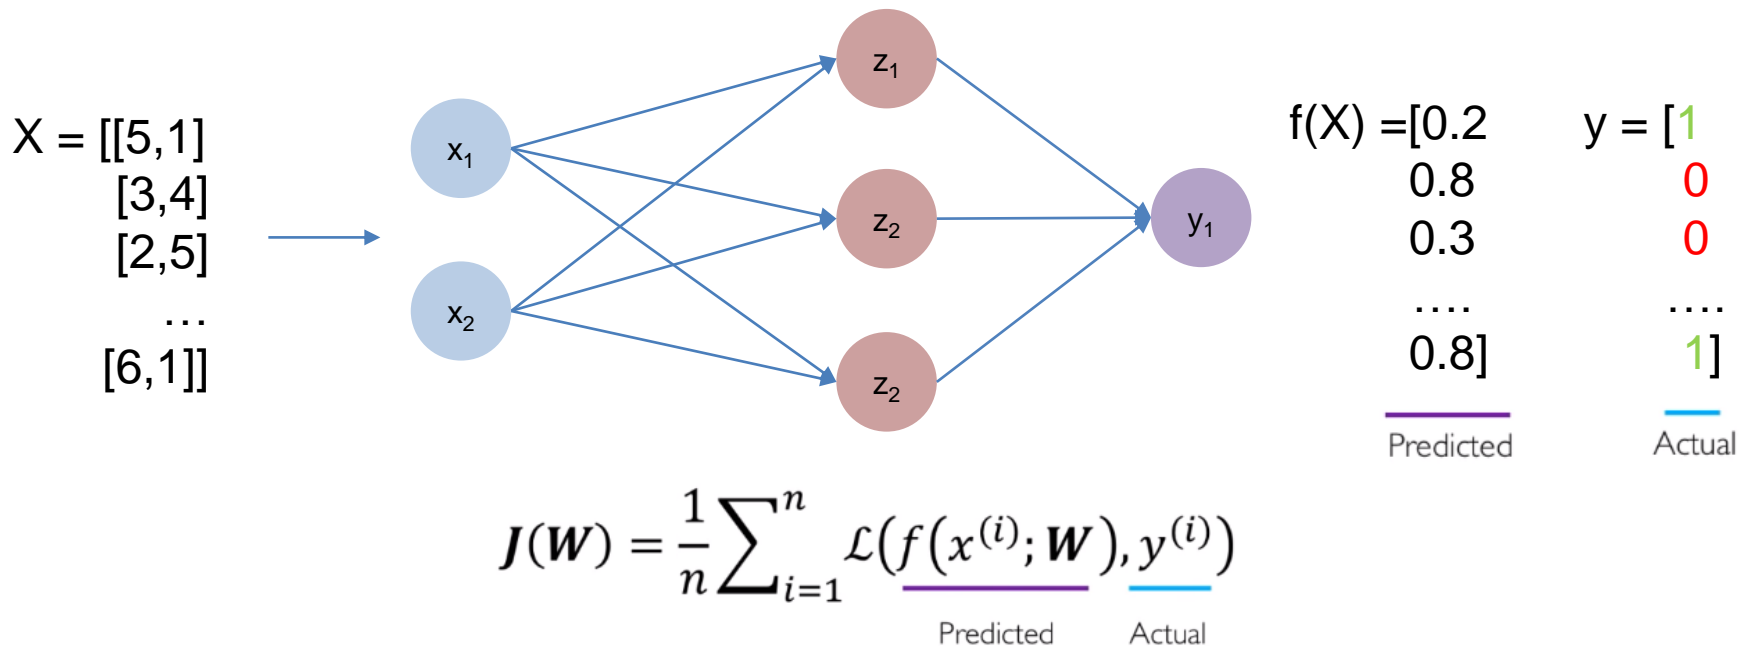 X = [[5,1]
[3,4]
[2,5]
...
[6,1]]
x₁
x₂
z₁
z₂
z₂
y₁
f(X) =[0.2
0.8
0.3
....
0.8]
Predicted
y = [1
0
0
....
1]
Actual
J(W) = 1/n ∑ⁿᵢ₌₁ ℒ(f(x⁽ⁱ⁾; W), y⁽ⁱ⁾)
Predicted Actual